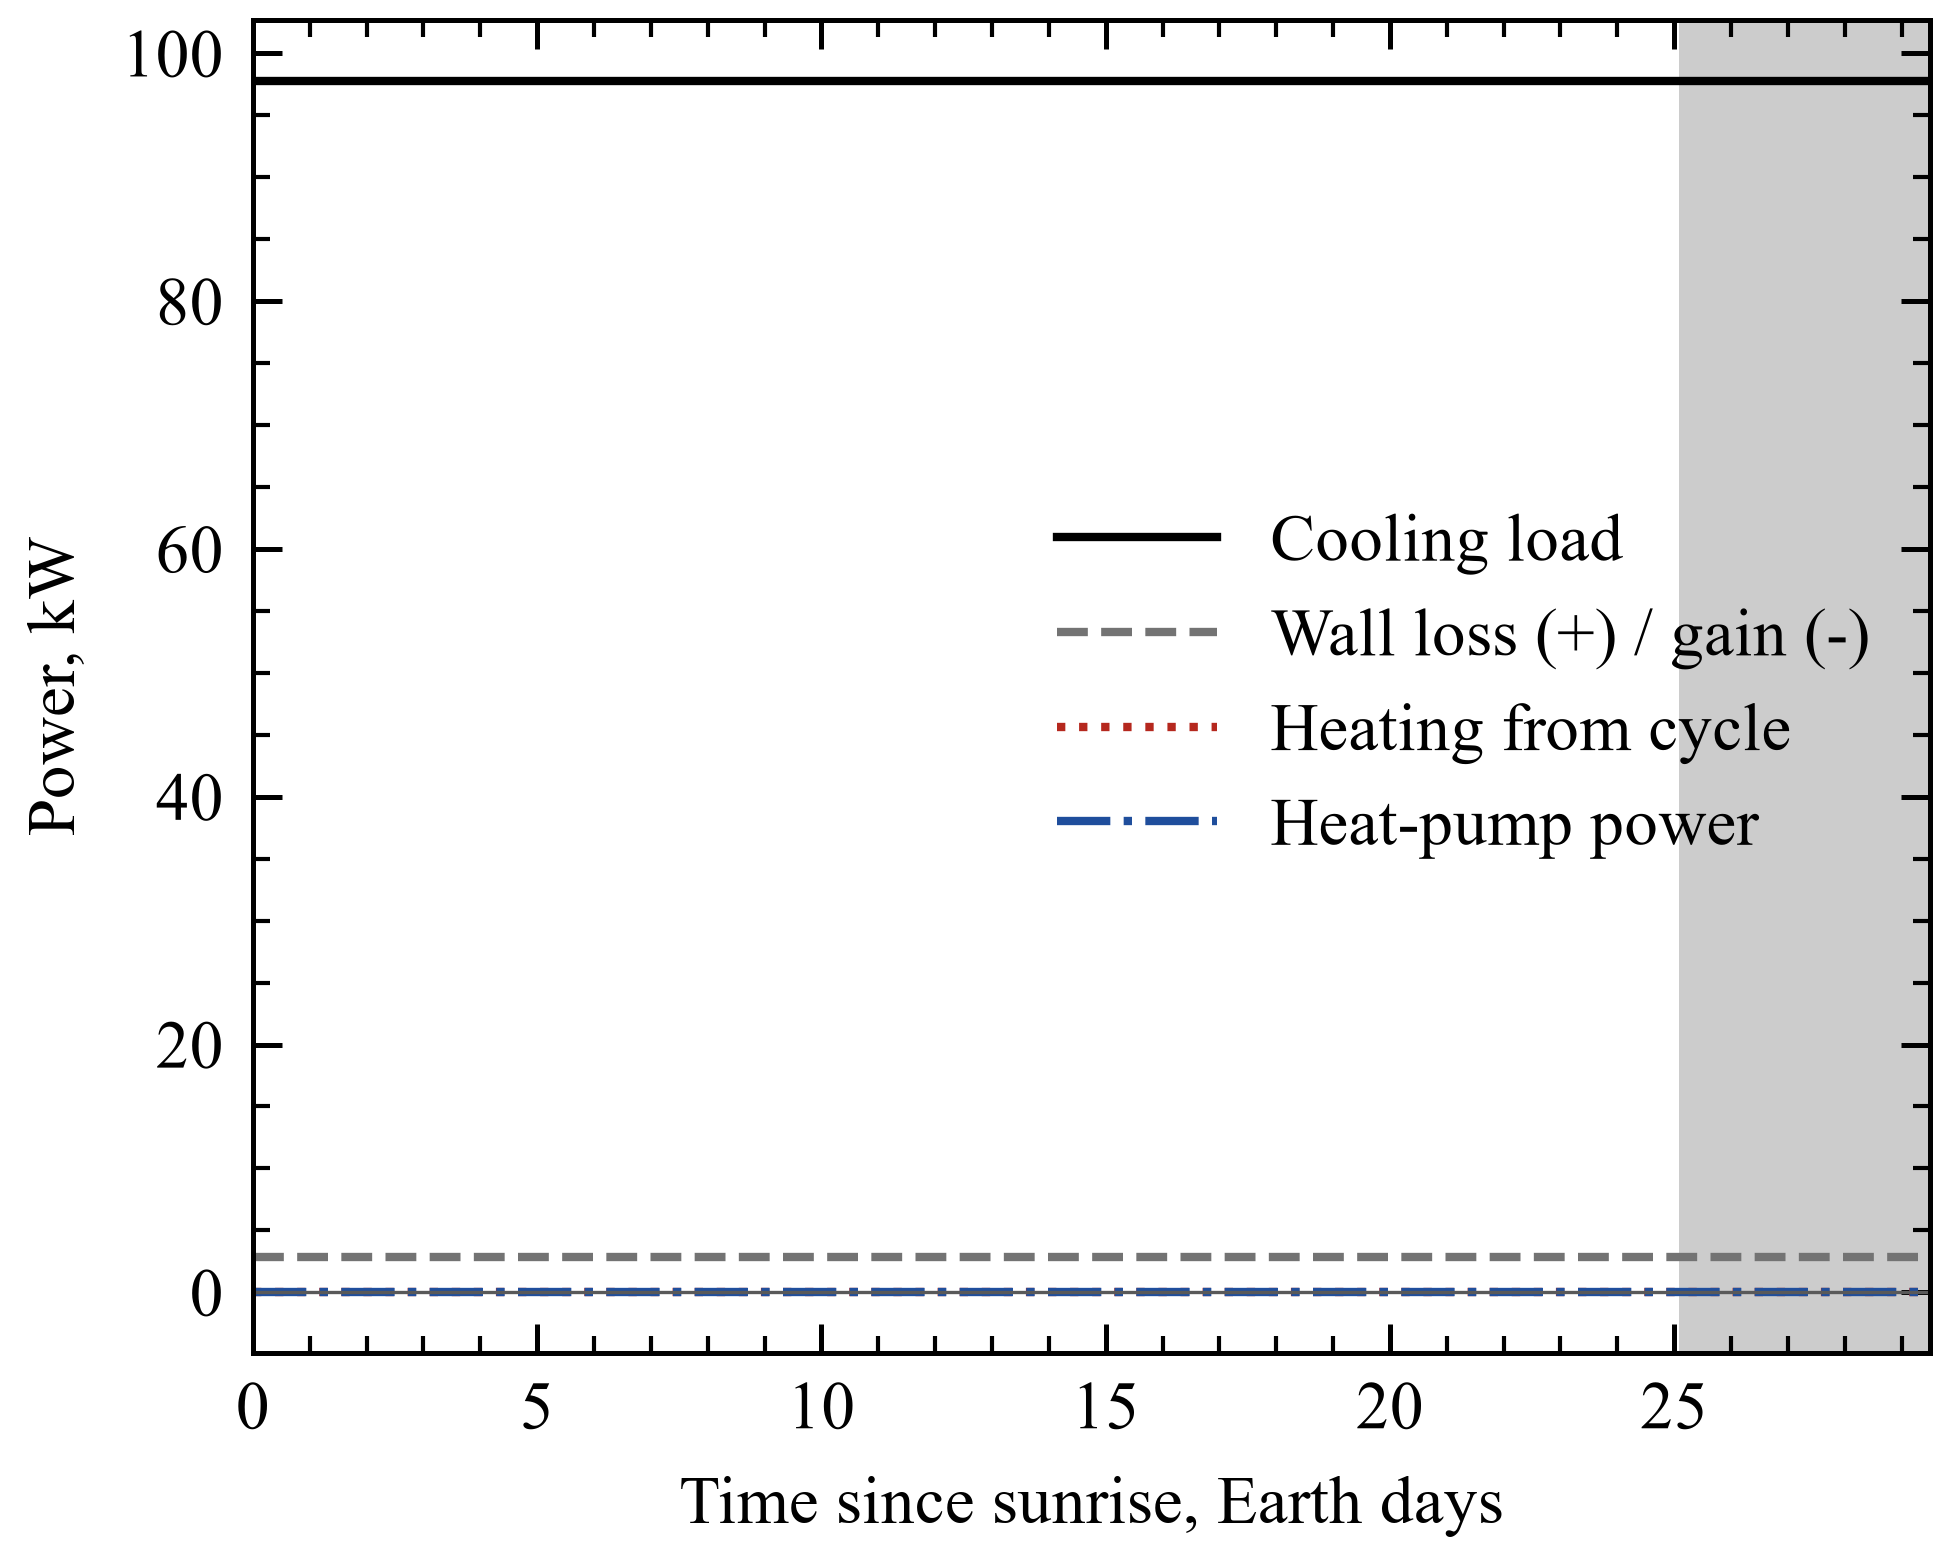 100
80
60
40
20
0
Power, kW
Cooling load
Wall loss (+) / gain (-)
Heating from cycle
Heat-pump power
0 5 10 15 20 25
Time since sunrise, Earth days